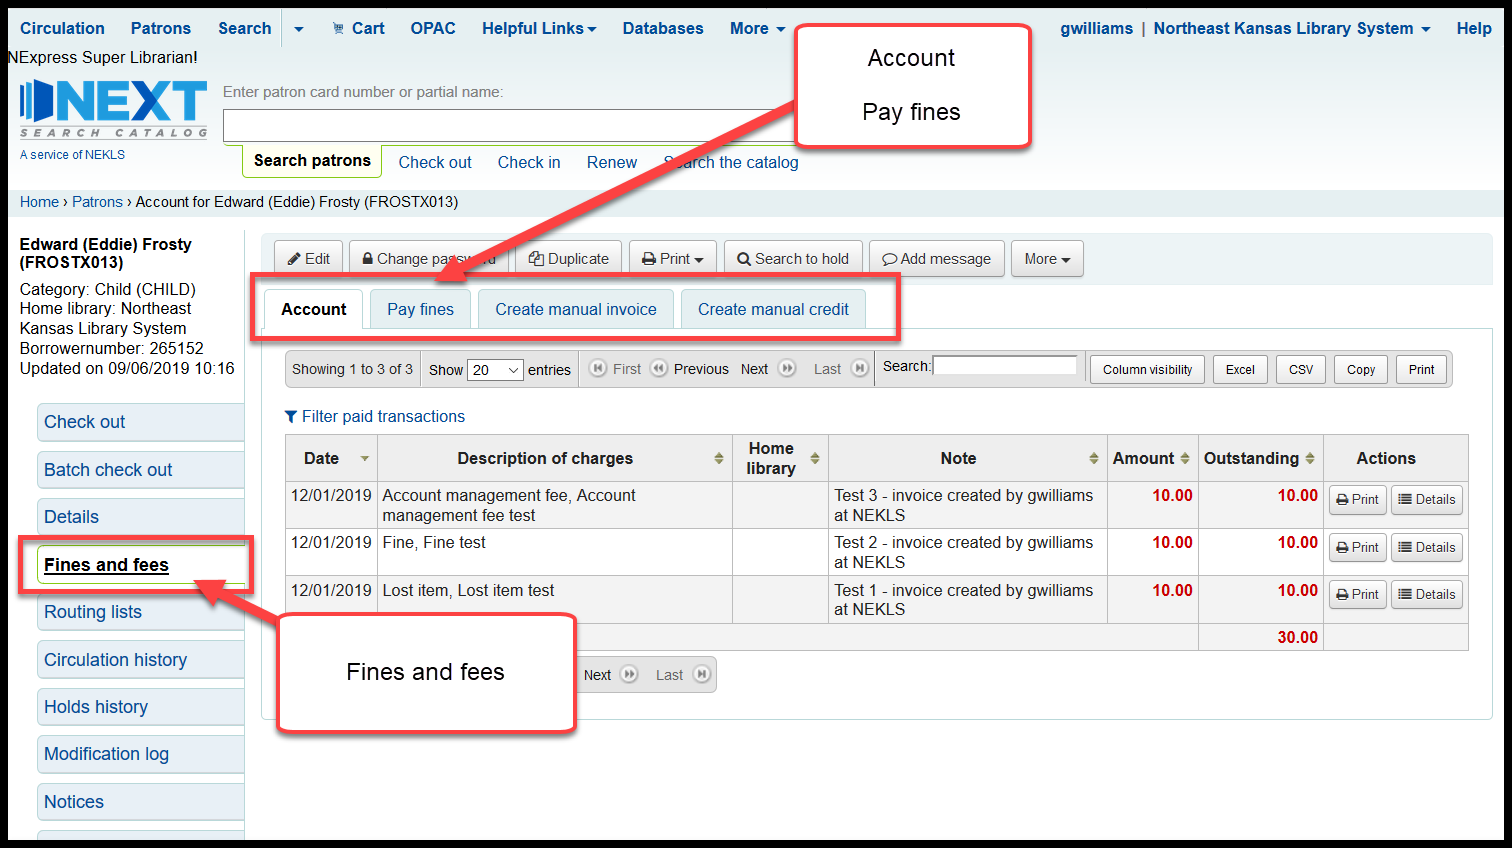 Circulation Patrons Search Cart OPAC Helpful Links Databases More gwilliams | Northeast Kansas Library System Help
NExpress Super Librarian!
NEXT
SEARCH CATALOG
A service of NEKLS
Enter patron card number or partial name:
Search patrons Check out Check in Renew Search the catalog
Account
Pay fines
Home › Patrons › Account for Edward (Eddie) Frosty (FROSTX013)
Edward (Eddie) Frosty
(FROSTX013)
Category: Child (CHILD)
Home library: Northeast
Kansas Library System
Borrowernumber: 265152
Updated on 09/06/2019 10:16
Check out
Batch check out
Details
Fines and fees
Routing lists
Circulation history
Holds history
Modification log
Notices
Edit Change password Duplicate Print Search to hold Add message More
Account Pay fines Create manual invoice Create manual credit
Showing 1 to 3 of 3 Show 20 entries First Previous Next Last Search: Column visibility Excel CSV Copy Print
Filter paid transactions
Date Description of charges Home library Note Amount Outstanding Actions
12/01/2019 Account management fee, Account management fee test Test 3 - invoice created by gwilliams at NEKLS 10.00 10.00 Print Details
12/01/2019 Fine, Fine test Test 2 - invoice created by gwilliams at NEKLS 10.00 10.00 Print Details
12/01/2019 Lost item, Lost item test Test 1 - invoice created by gwilliams at NEKLS 10.00 10.00 Print Details
30.00
Next Last
Fines and fees